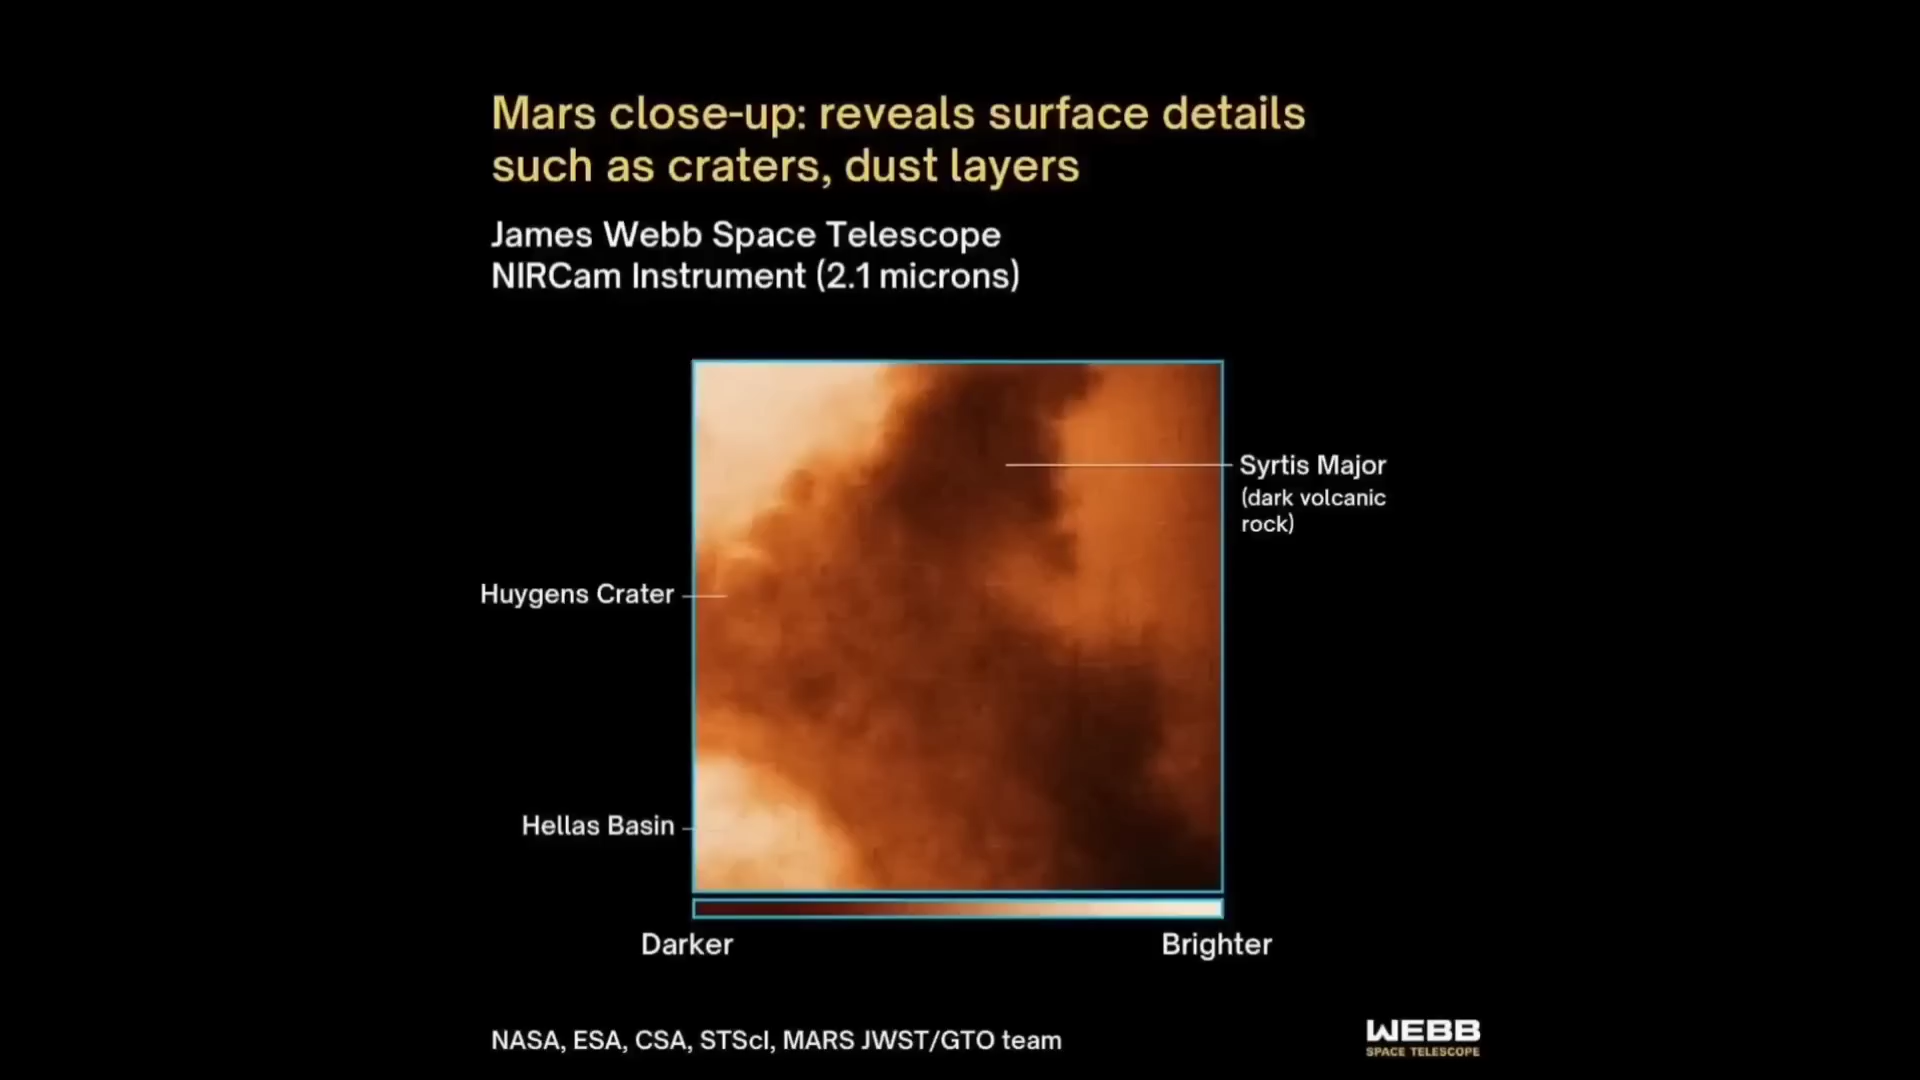 Mars close-up: reveals surface details
such as craters, dust layers
James Webb Space Telescope
NIRCam Instrument (2.1 microns)
Syrtis Major
(dark volcanic
rock)
Huygens Crater
Hellas Basin
Darker
Brighter
NASA, ESA, CSA, STScI, MARS JWST/GTO team
WEBB
SPACE TELESCOPE